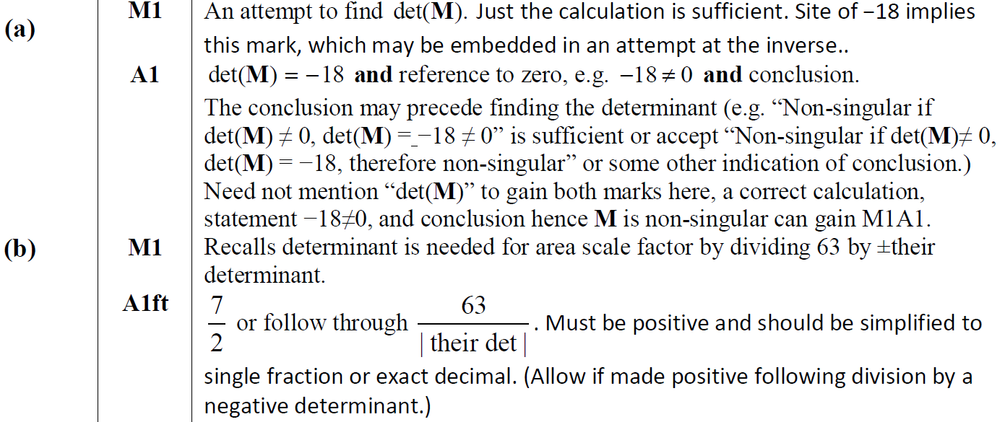 (a) M1 An attempt to find det(M). Just the calculation is sufficient. Site of −18 implies
this mark, which may be embedded in an attempt at the inverse..
A1 det(M) = −18 and reference to zero, e.g. −18 ≠ 0 and conclusion.
The conclusion may precede finding the determinant (e.g. “Non-singular if
det(M) ≠ 0, det(M) = −18 ≠ 0” is sufficient or accept “Non-singular if det(M)≠ 0,
det(M) = −18, therefore non-singular” or some other indication of conclusion.)
Need not mention “det(M)” to gain both marks here, a correct calculation,
statement −18≠0, and conclusion hence M is non-singular can gain M1A1.
(b) M1 Recalls determinant is needed for area scale factor by dividing 63 by ±their
determinant.
A1ft 7/2 or follow through 63/| their det |. Must be positive and should be simplified to
single fraction or exact decimal. (Allow if made positive following division by a
negative determinant.)